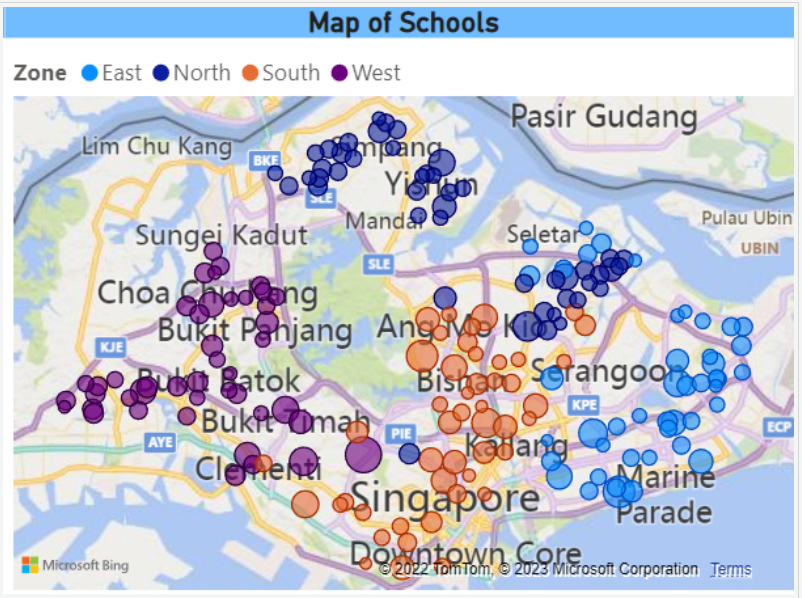 Map of Schools
Zone East North South West
Pasir Gudang
Lim Chu Kang
BKE
mpang
Yishun
SLE
Mandai
Pulau Ubin
Sungei Kadut
Seletar
UBIN
SLE
Choa Chu Kang
Bukit Panjang
Ang Mo Kio
KJE
Bukit Batok
Bishan
Serangoon
KPE
Bukit Timah
PIE
ECP
AYE
Kallang
Clementi
Marine
Singapore
Parade
Downtown Core
Microsoft Bing
© 2022 TomTom, © 2023 Microsoft Corporation Terms